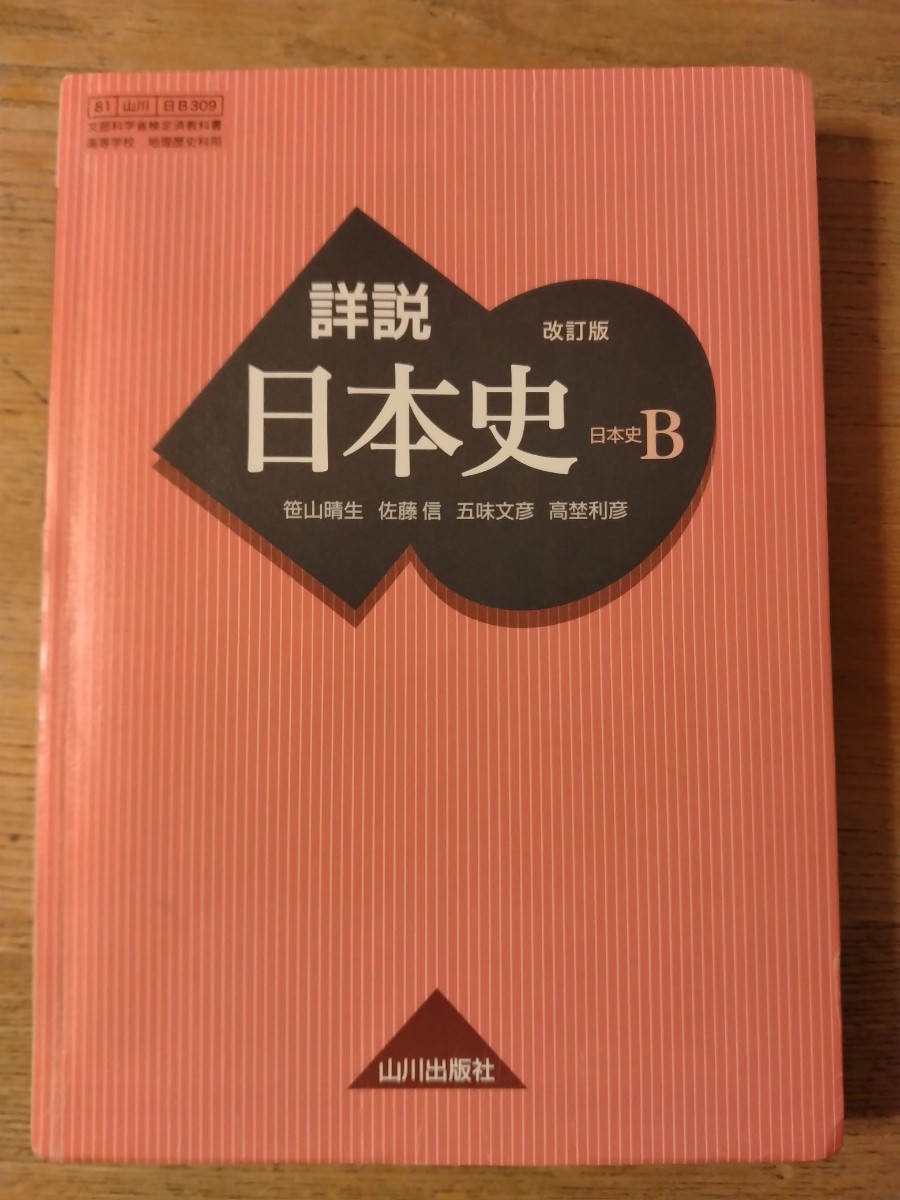 81 山川 日B309
文部科学省検定済教科書
高等学校 地理歴史科用
詳説
改訂版
日本史
日本史B
笹山晴生 佐藤信 五味文彦 高埜利彦
山川出版社